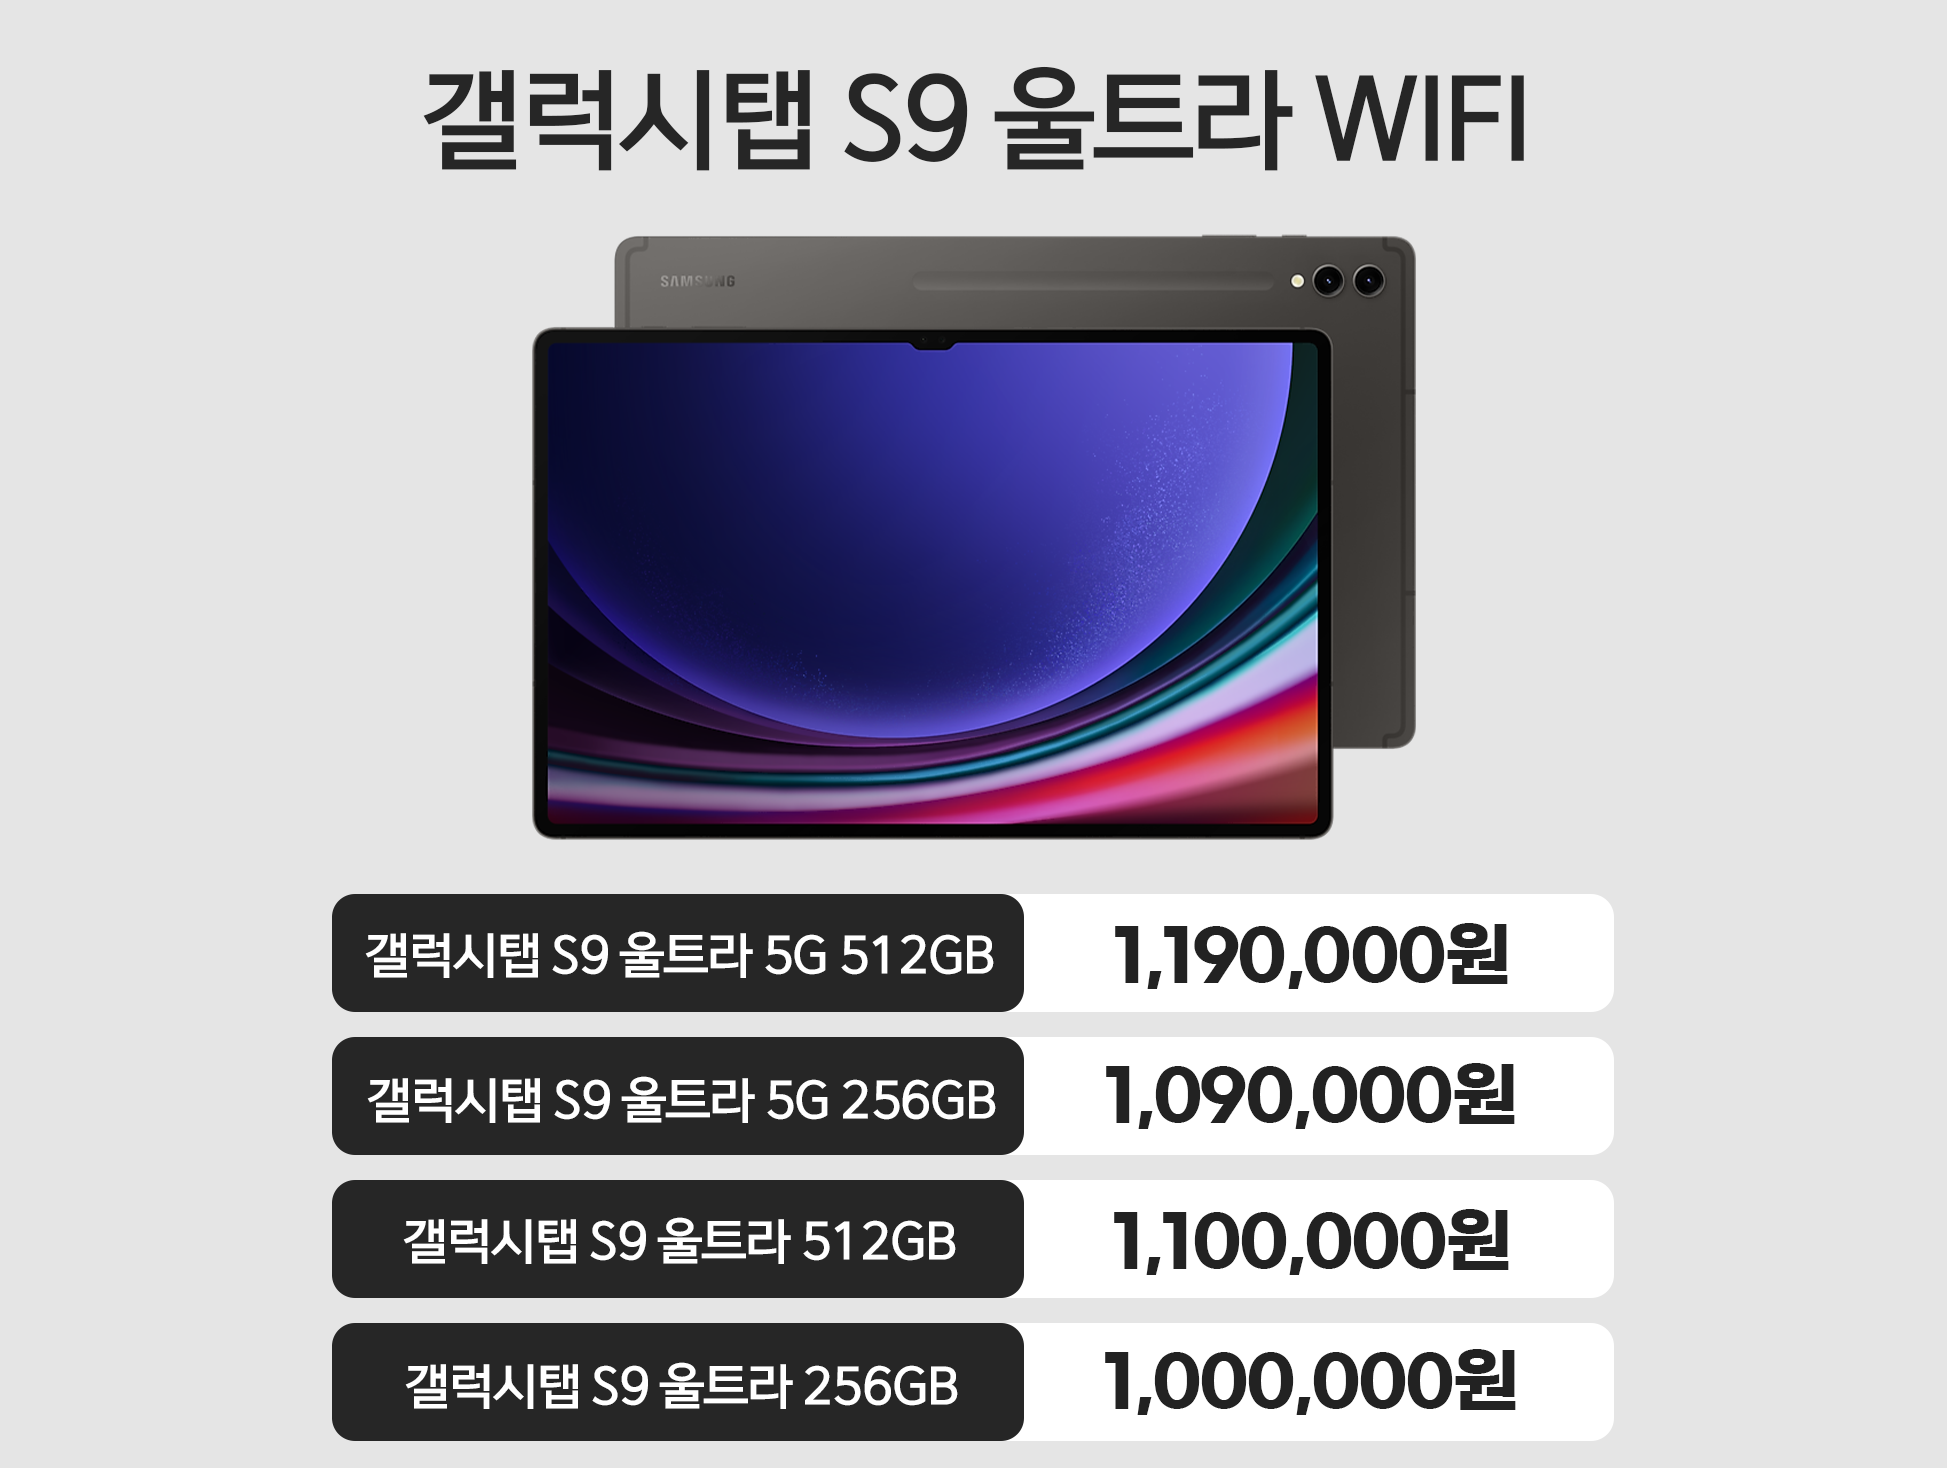 갤럭시탭 S9 울트라 WIFI
SAMSUNG
갤럭시탭 S9 울트라 5G 512GB
1,190,000원
갤럭시탭 S9 울트라 5G 256GB
1,090,000원
갤럭시탭 S9 울트라 512GB
1,100,000원
갤럭시탭 S9 울트라 256GB
1,000,000원